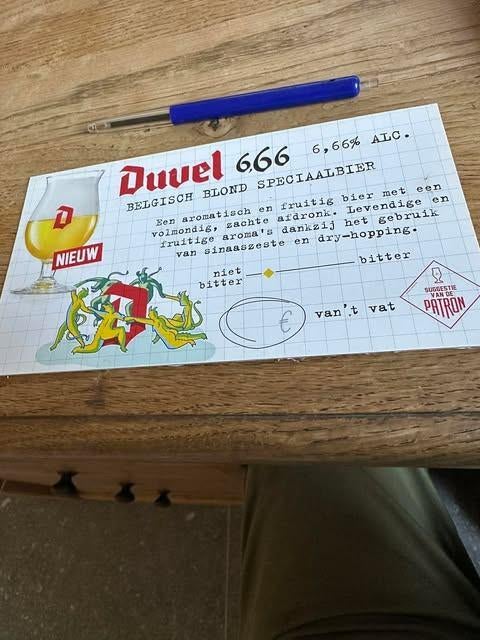 Duvel 6,66 6,66% ALC.
BELGISCH BLOND SPECIAALBIER
Een aromatisch en fruitig bier met een
volmondig, zachte afdronk. Levendige en
fruitige aroma's dankzij het gebruik
van sinaaszeste en dry-hopping.
D
NIEUW
niet
bitter
bitter
€
van't vat
SUGGESTIE
VAN DE
PATRON
D